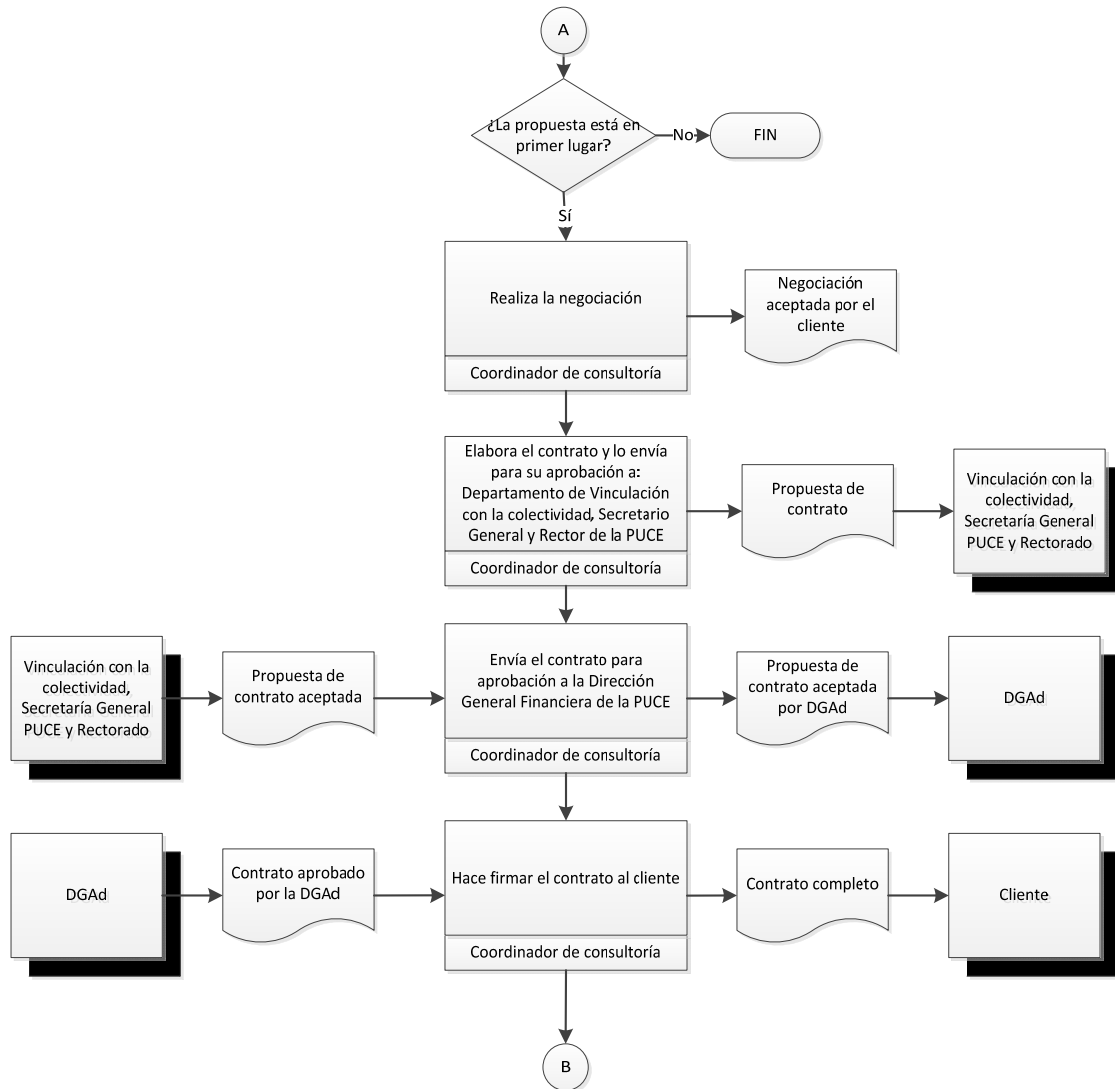 A
¿La propuesta está en
primer lugar?
No
FIN
Sí
Realiza la negociación
Coordinador de consultoría
Negociación
aceptada por el
cliente
Elabora el contrato y lo envía
para su aprobación a:
Departamento de Vinculación
con la colectividad, Secretario
General y Rector de la PUCE
Coordinador de consultoría
Propuesta de
contrato
Vinculación con la
colectividad,
Secretaría General
PUCE y Rectorado
Vinculación con la
colectividad,
Secretaría General
PUCE y Rectorado
Propuesta de
contrato aceptada
Envía el contrato para
aprobación a la Dirección
General Financiera de la PUCE
Coordinador de consultoría
Propuesta de
contrato aceptada
por DGAd
DGAd
DGAd
Contrato aprobado
por la DGAd
Hace firmar el contrato al cliente
Coordinador de consultoría
Contrato completo
Cliente
B